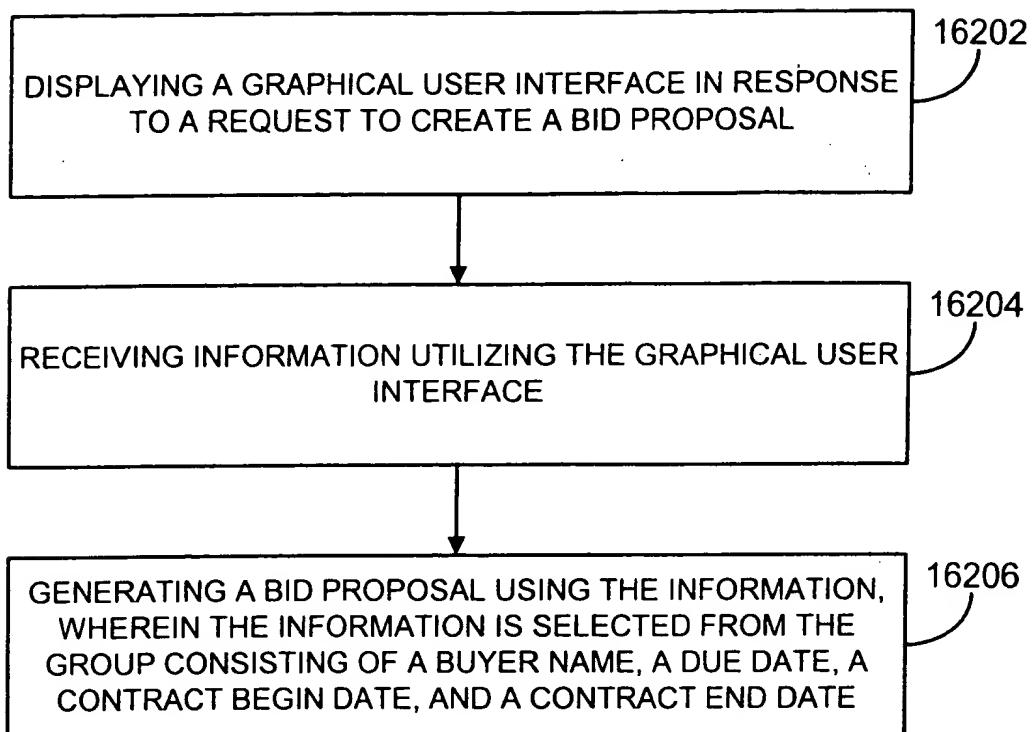 16202
DISPLAYING A GRAPHICAL USER INTERFACE IN RESPONSE
TO A REQUEST TO CREATE A BID PROPOSAL
16204
RECEIVING INFORMATION UTILIZING THE GRAPHICAL USER
INTERFACE
16206
GENERATING A BID PROPOSAL USING THE INFORMATION,
WHEREIN THE INFORMATION IS SELECTED FROM THE
GROUP CONSISTING OF A BUYER NAME, A DUE DATE, A
CONTRACT BEGIN DATE, AND A CONTRACT END DATE